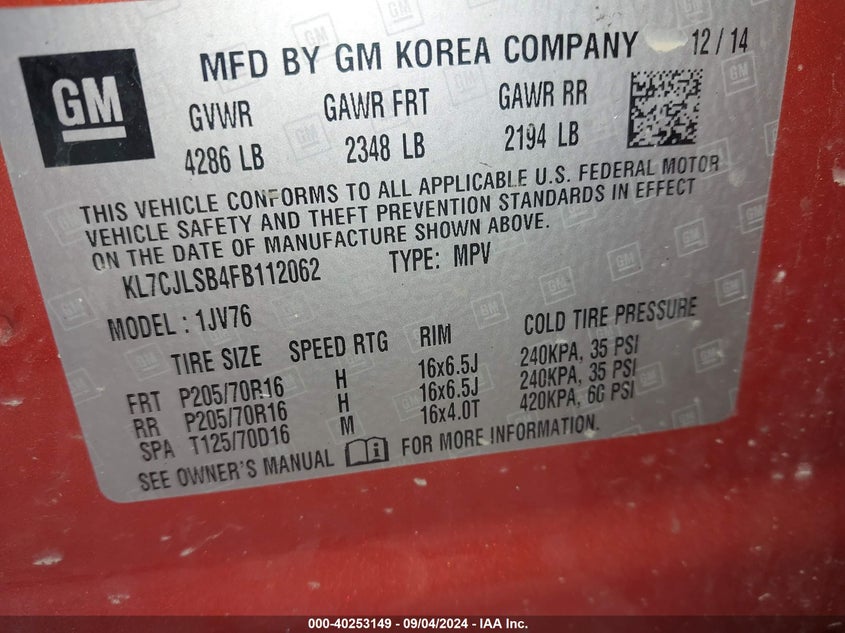 GM
MFD BY GM KOREA COMPANY 12/14
GVWR GAWR FRT GAWR RR
4286 LB 2348 LB 2194 LB
THIS VEHICLE CONFORMS TO ALL APPLICABLE U.S. FEDERAL MOTOR
VEHICLE SAFETY AND THEFT PREVENTION STANDARDS IN EFFECT
ON THE DATE OF MANUFACTURE SHOWN ABOVE.
KL7CJLSB4FB112062 TYPE: MPV
MODEL : 1JV76
TIRE SIZE SPEED RTG RIM COLD TIRE PRESSURE
FRT P205/70R16 H 16x6.5J 240KPA, 35 PSI
RR P205/70R16 H 16x6.5J 240KPA, 35 PSI
SPA T125/70D16 M 16x4.0T 420KPA, 60 PSI
SEE OWNER'S MANUAL FOR MORE INFORMATION.
000-40253149 - 09/04/2024 - IAA Inc.